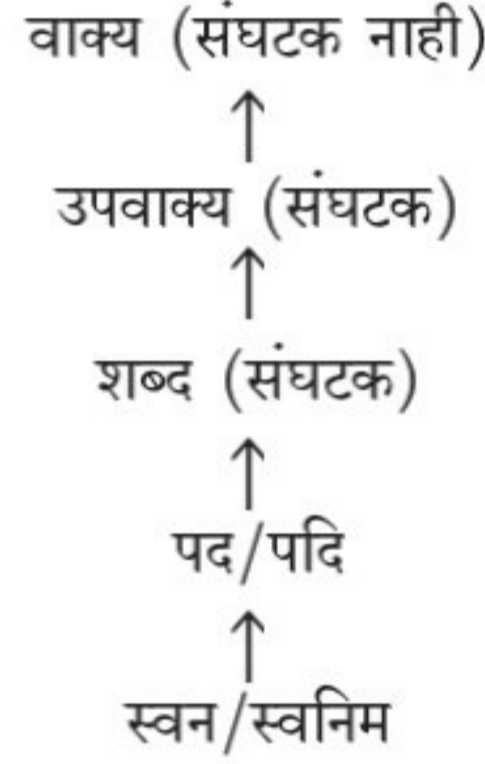 वाक्य (संघटक नाही)
↑
उपवाक्य (संघटक)
↑
शब्द (संघटक)
↑
पद/पदि
↑
स्वन/स्वनिम